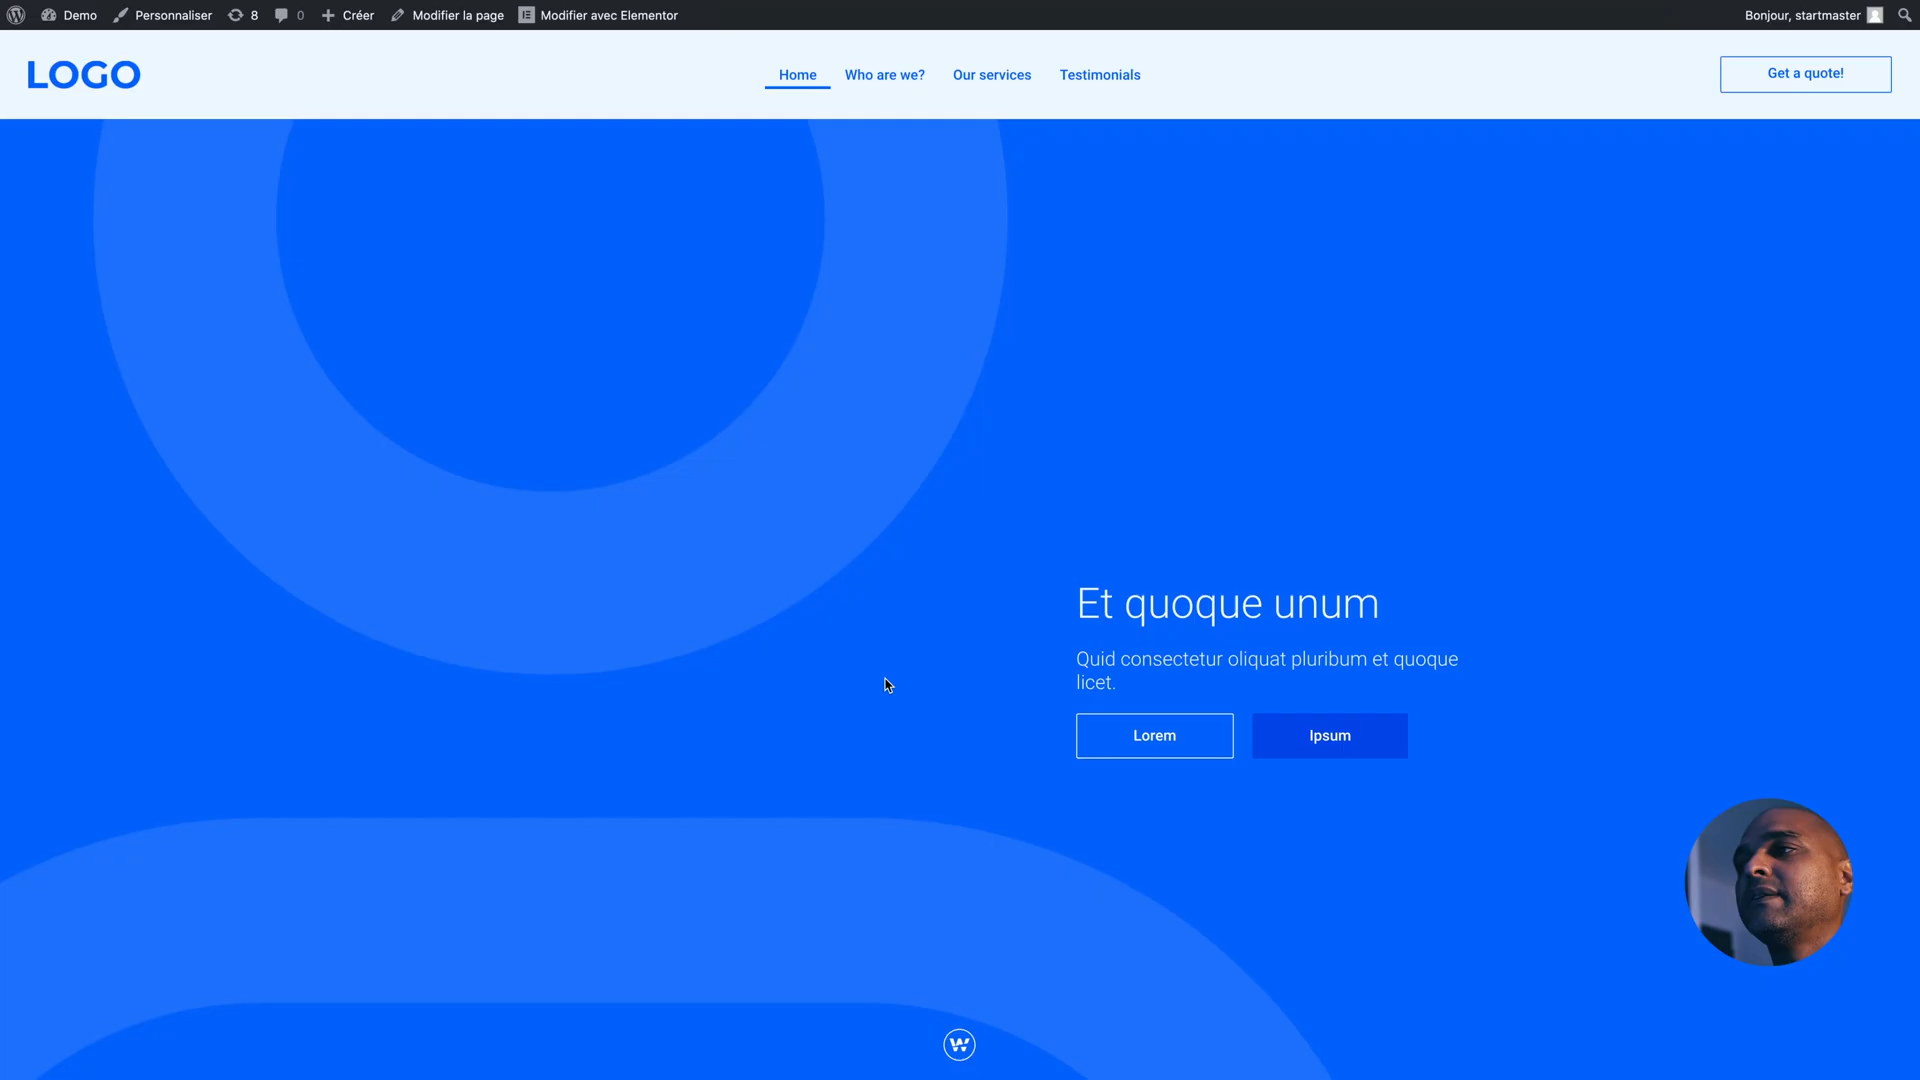 Demo Personnaliser 8 0 Créer Modifier la page Modifier avec Elementor Bonjour, startmaster
LOGO Home Who are we? Our services Testimonials Get a quote!
Et quoque unum
Quid consectetur oliquat pluribum et quoque
licet.
Lorem Ipsum